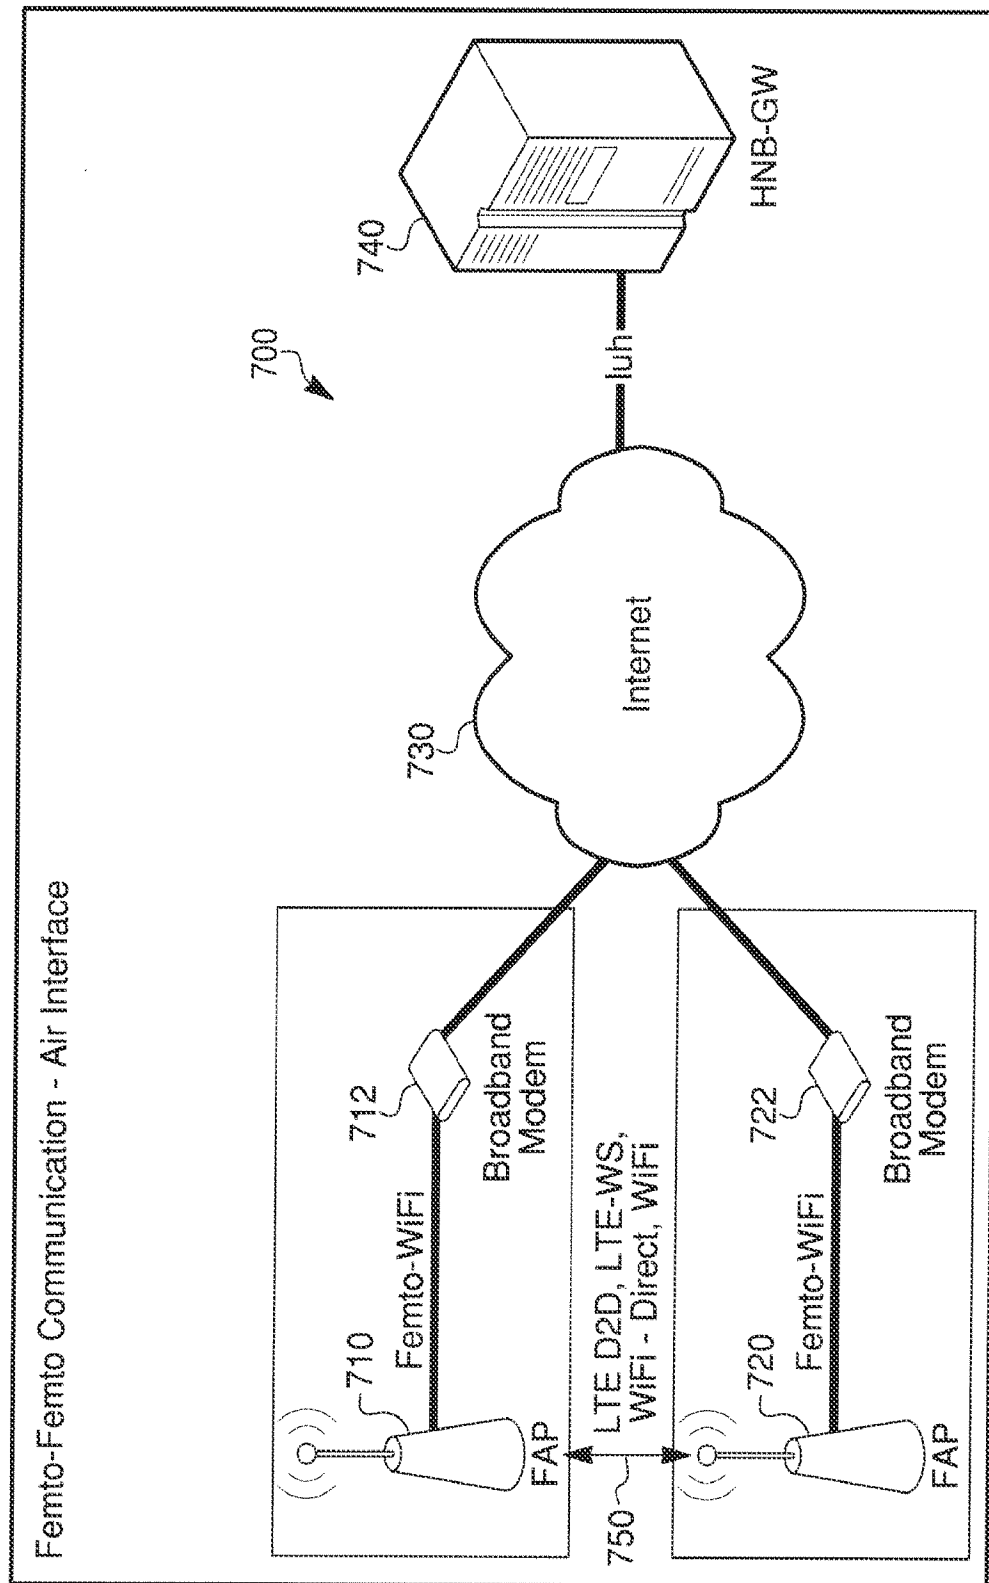 Femto-Femto Communication - Air Interface
700
710
Femto-WiFi
712
FAP
Broadband
Modem
750
LTE D2D, LTE-WS,
WiFi - Direct, WiFi
720
Femto-WiFi
722
FAP
Broadband
Modem
730
Internet
Iuh
740
HNB-GW